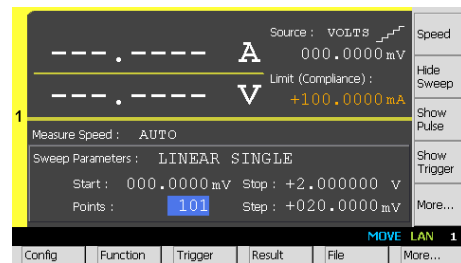 Source : VOLTS
---.---- A 000.0000 mV
Limit (Compliance) :
---.---- V +100.0000 mA
1
Measure Speed : AUTO
Sweep Parameters : LINEAR SINGLE
Start : 000.0000 mV Stop : +2.000000 V
Points : 101 Step : +020.0000 mV
Speed
Hide Sweep
Show Pulse
Show Trigger
More...
MOVE LAN 1
Config Function Trigger Result File More...